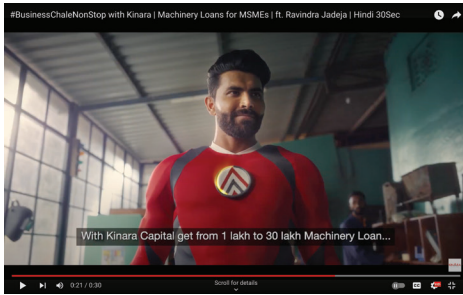 #BusinessChaleNonStop with Kinara | Machinery Loans for MSMEs | ft. Ravindra Jadeja | Hindi 30Sec
With Kinara Capital get from 1 lakh to 30 lakh Machinery Loan...
0:21 / 0:30
Scroll for details